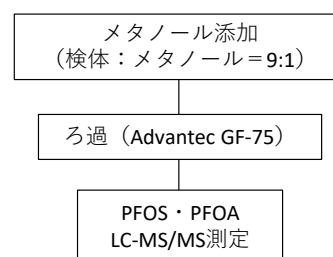 メタノール添加
（検体：メタノール＝9:1）
ろ過（Advantec GF-75）
PFOS・PFOA
LC-MS/MS測定